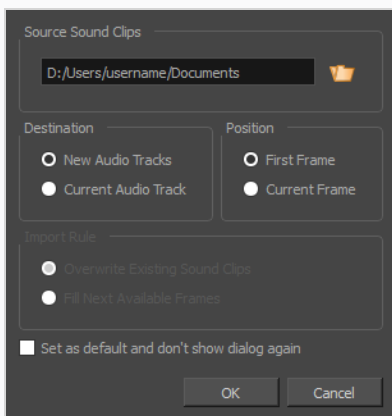 Source Sound Clips
D:/Users/username/Documents
Destination
New Audio Tracks
Current Audio Track
Position
First Frame
Current Frame
Import Rule
Overwrite Existing Sound Clips
Fill Next Available Frames
Set as default and don't show dialog again
OK
Cancel